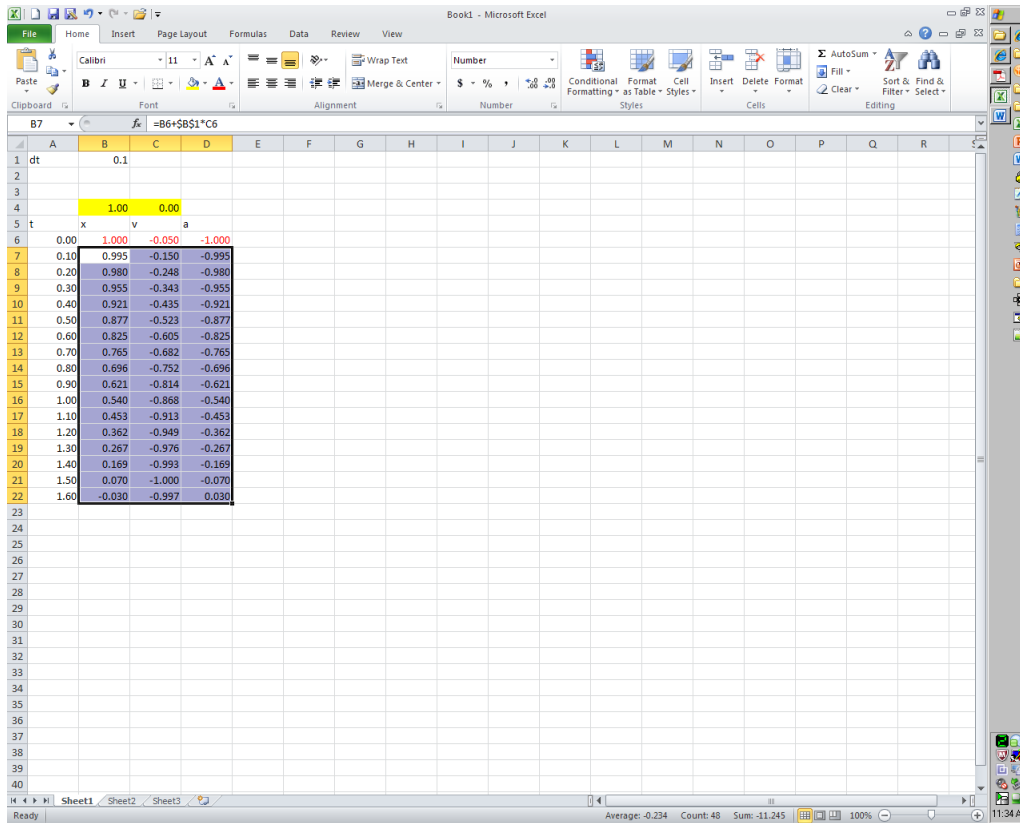 Book1 - Microsoft Excel
File Home Insert Page Layout Formulas Data Review View
Paste
Calibri 11 A A
B I U A
Wrap Text
Merge & Center
Number
$ % , .0 .00 .00 .0
Conditional Formatting
Format as Table
Cell Styles
Insert Delete Format
Σ AutoSum
Fill
Clear
Sort & Filter
Find & Select
Clipboard Font Alignment Number Styles Cells Editing
B7 fx =B6+$B$1*C6
A B C D E F G H I J K L M N O P Q R S
1 dt 0.1
2
3
4 1.00 0.00
5 t x v a
6 0.00 1.000 -0.050 -1.000
7 0.10 0.995 -0.150 -0.995
8 0.20 0.980 -0.248 -0.980
9 0.30 0.955 -0.343 -0.955
10 0.40 0.921 -0.435 -0.921
11 0.50 0.877 -0.523 -0.877
12 0.60 0.825 -0.605 -0.825
13 0.70 0.765 -0.682 -0.765
14 0.80 0.696 -0.752 -0.696
15 0.90 0.621 -0.814 -0.621
16 1.00 0.540 -0.868 -0.540
17 1.10 0.453 -0.913 -0.453
18 1.20 0.362 -0.949 -0.362
19 1.30 0.267 -0.976 -0.267
20 1.40 0.169 -0.993 -0.169
21 1.50 0.070 -1.000 -0.070
22 1.60 -0.030 -0.997 0.030
23
24
25
26
27
28
29
30
31
32
33
34
35
36
37
38
39
40
Sheet1 Sheet2 Sheet3
Ready Average: -0.234 Count: 48 Sum: -11.245 100% 11:34 A